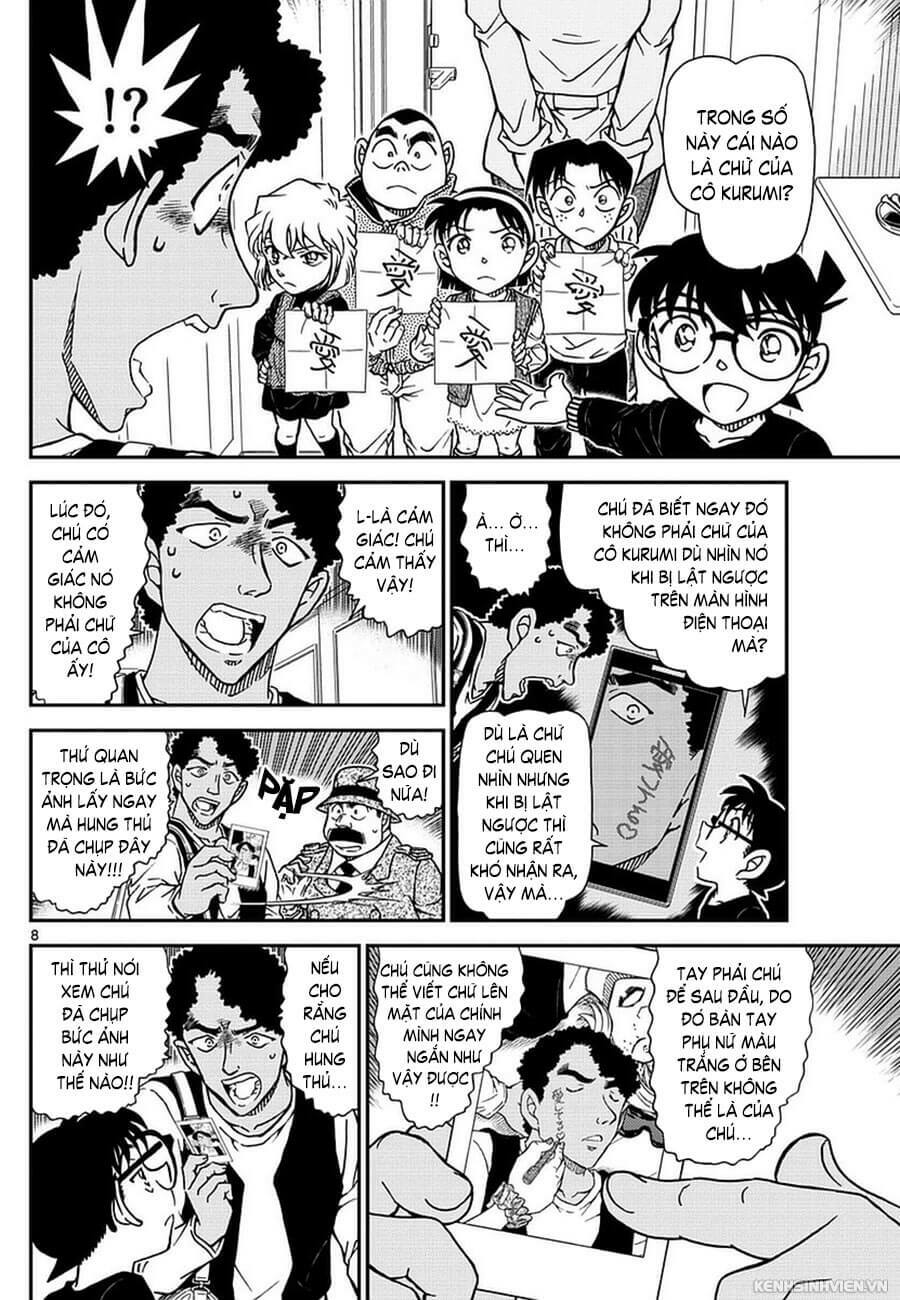 !?
TRONG SỐ
NÀY CÁI NÀO
LÀ CHỮ CỦA
CÔ KURUMI?
愛
愛
愛
愛
CHÚ ĐÃ BIẾT NGAY ĐÓ
KHÔNG PHẢI CHỮ CỦA
CÔ KURUMI DÙ NHÌN NÓ
KHI BỊ LẬT NGƯỢC
TRÊN MÀN HÌNH
ĐIỆN THOẠI
MÀ?
À... Ở...
THÌ...
DÙ LÀ CHỮ
CHÚ QUEN
NHÌN NHƯNG
KHI BỊ LẬT
NGƯỢC THÌ
CŨNG RẤT
KHÓ NHẬN RA,
VẬY MÀ...
L-LÀ CẢM
GIÁC! CHÚ
CẢM THẤY
VẬY!
LÚC ĐÓ,
CHÚ CÓ
CẢM
GIÁC NÓ
KHÔNG
PHẢI CHỮ
CỦA CÔ
ẤY!
DÙ
SAO ĐI
NỮA!
PẶP
THỨ QUAN
TRỌNG LÀ BỨC
ẢNH LẤY NGAY
MÀ HUNG THỦ
ĐÃ CHỤP ĐÂY
NÀY!!!
8
TAY PHẢI CHÚ
ĐỂ SAU ĐẦU, DO
ĐÓ BÀN TAY
PHỤ NỮ MÀU
TRẮNG Ở BÊN
TRÊN KHÔNG
THỂ LÀ CỦA
CHÚ...
CHÚ CŨNG KHÔNG
THỂ VIẾT CHỮ LÊN
MẶT CỦA CHÍNH
MÌNH NGAY
NGẮN NHƯ
VẬY ĐƯỢC
!!
NẾU
CHO
RẰNG
CHÚ
HUNG
THỦ...
THÌ THỬ NÓI
XEM CHÚ
ĐÃ CHỤP
BỨC ẢNH
NÀY NHƯ
THẾ NÀO!!
KENHSINHVIEN.VN